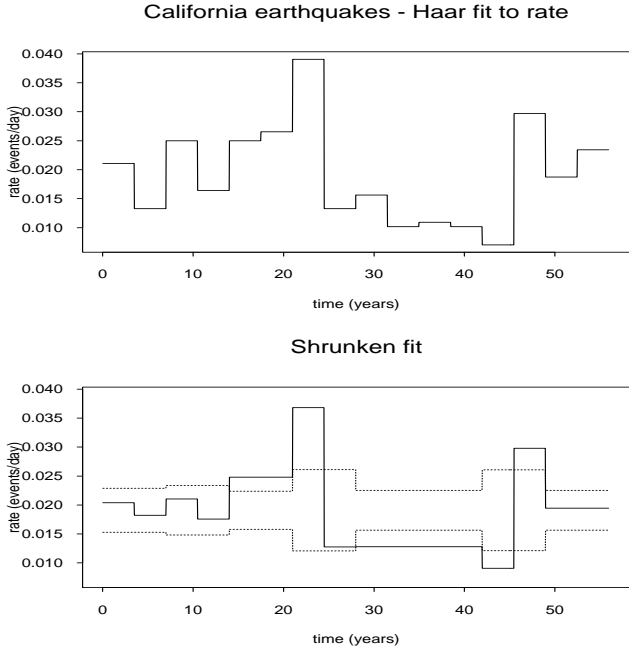 California earthquakes - Haar fit to rate
rate (events/day)
0.040
0.035
0.030
0.025
0.020
0.015
0.010
0 10 20 30 40 50
time (years)
Shrunken fit
rate (events/day)
0.040
0.035
0.030
0.025
0.020
0.015
0.010
0 10 20 30 40 50
time (years)